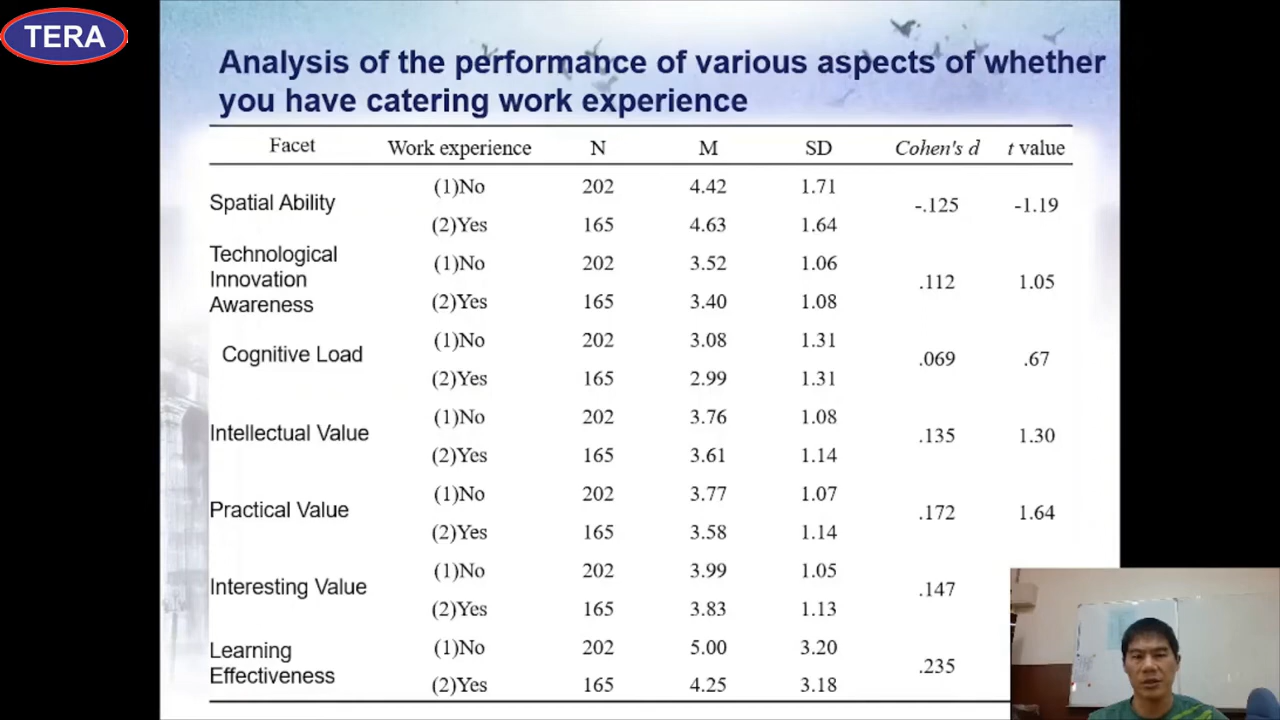 TERA
Analysis of the performance of various aspects of whether
you have catering work experience
Facet Work experience N M SD Cohen's d t value
Spatial Ability (1)No 202 4.42 1.71 -.125 -1.19
(2)Yes 165 4.63 1.64
Technological
Innovation
Awareness (1)No 202 3.52 1.06 .112 1.05
(2)Yes 165 3.40 1.08
Cognitive Load (1)No 202 3.08 1.31 .069 .67
(2)Yes 165 2.99 1.31
Intellectual Value (1)No 202 3.76 1.08 .135 1.30
(2)Yes 165 3.61 1.14
Practical Value (1)No 202 3.77 1.07 .172 1.64
(2)Yes 165 3.58 1.14
Interesting Value (1)No 202 3.99 1.05 .147
(2)Yes 165 3.83 1.13
Learning
Effectiveness (1)No 202 5.00 3.20 .235
(2)Yes 165 4.25 3.18